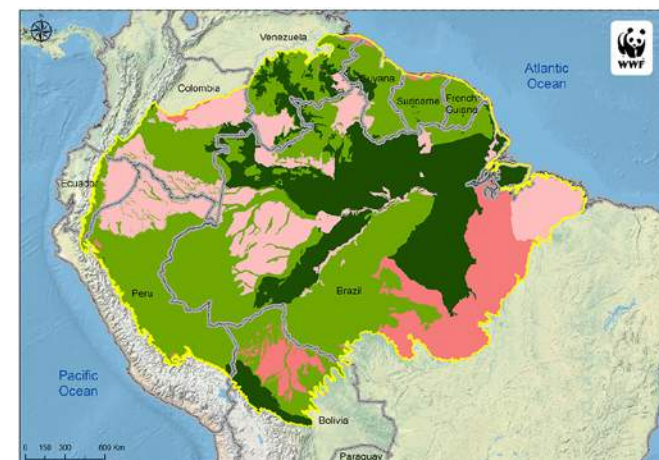 Venezuela
WWF
Guyana
Atlantic
Ocean
Colombia
Suriname
French
Guiana
Ecuador
Peru
Brazil
Pacific
Ocean
Bolivia
0 150 300 600 Km
Paraguay